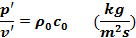 p'/v' = ρ₀c₀ (kg/m²s)